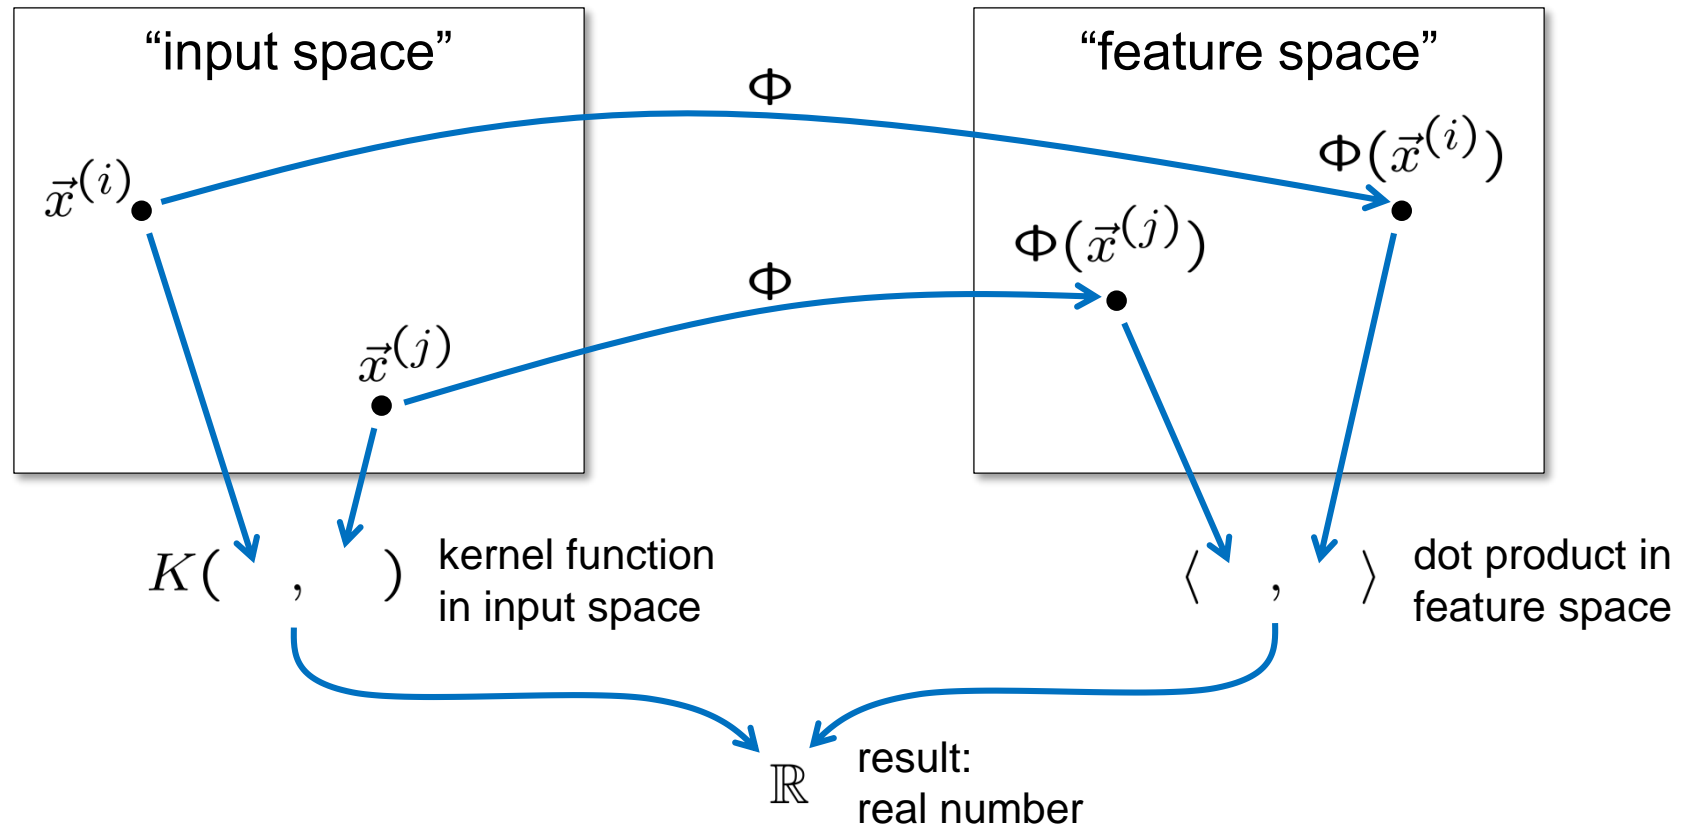 “input space”
“feature space”
Φ
x⃗^(i)
Φ(x⃗^(i))
Φ(x⃗^(j))
Φ
x⃗^(j)
K( , )
kernel function
in input space
⟨ , ⟩
dot product in
feature space
ℝ
result:
real number